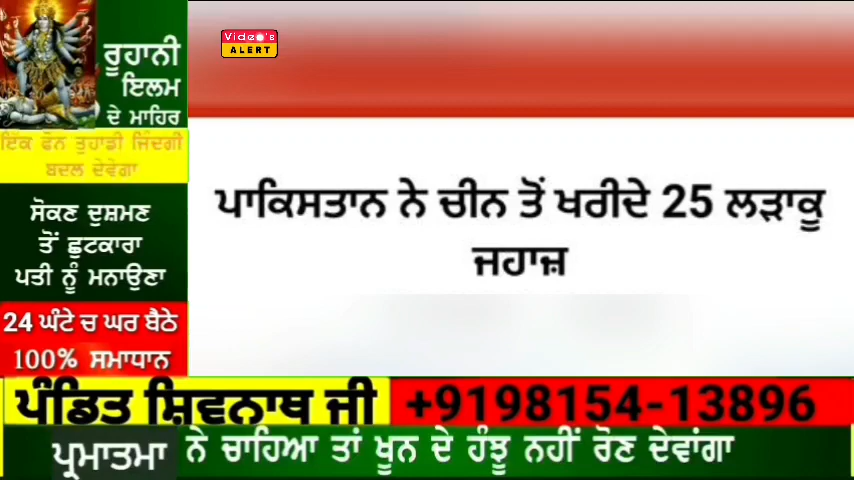 ਰੂਹਾਨੀ
ਇਲਮ
ਦੇ ਮਾਹਿਰ
ਇੱਕ ਫੋਨ ਤੁਹਾਡੀ ਜਿੰਦਗੀ
ਬਦਲ ਦੇਵੇਗਾ
ਸੋਕਣ ਦੁਸ਼ਮਣ
ਤੋਂ ਛੁਟਕਾਰਾ
ਪਤੀ ਨੂੰ ਮਨਾਉਣਾ
24 ਘੰਟੇ ਚ ਘਰ ਬੈਠੇ
100% ਸਮਾਧਾਨ
Video's
ALERT
ਪਾਕਿਸਤਾਨ ਨੇ ਚੀਨ ਤੋਂ ਖਰੀਦੇ 25 ਲੜਾਕੂ
ਜਹਾਜ਼
ਪੰਡਿਤ ਸ਼ਿਵਨਾਥ ਜੀ +9198154-13896
ਪ੍ਰਮਾਤਮਾ ਨੇ ਚਾਹਿਆ ਤਾਂ ਖੂਨ ਦੇ ਹੰਝੂ ਨਹੀਂ ਰੋਣ ਦੇਵਾਂਗਾ